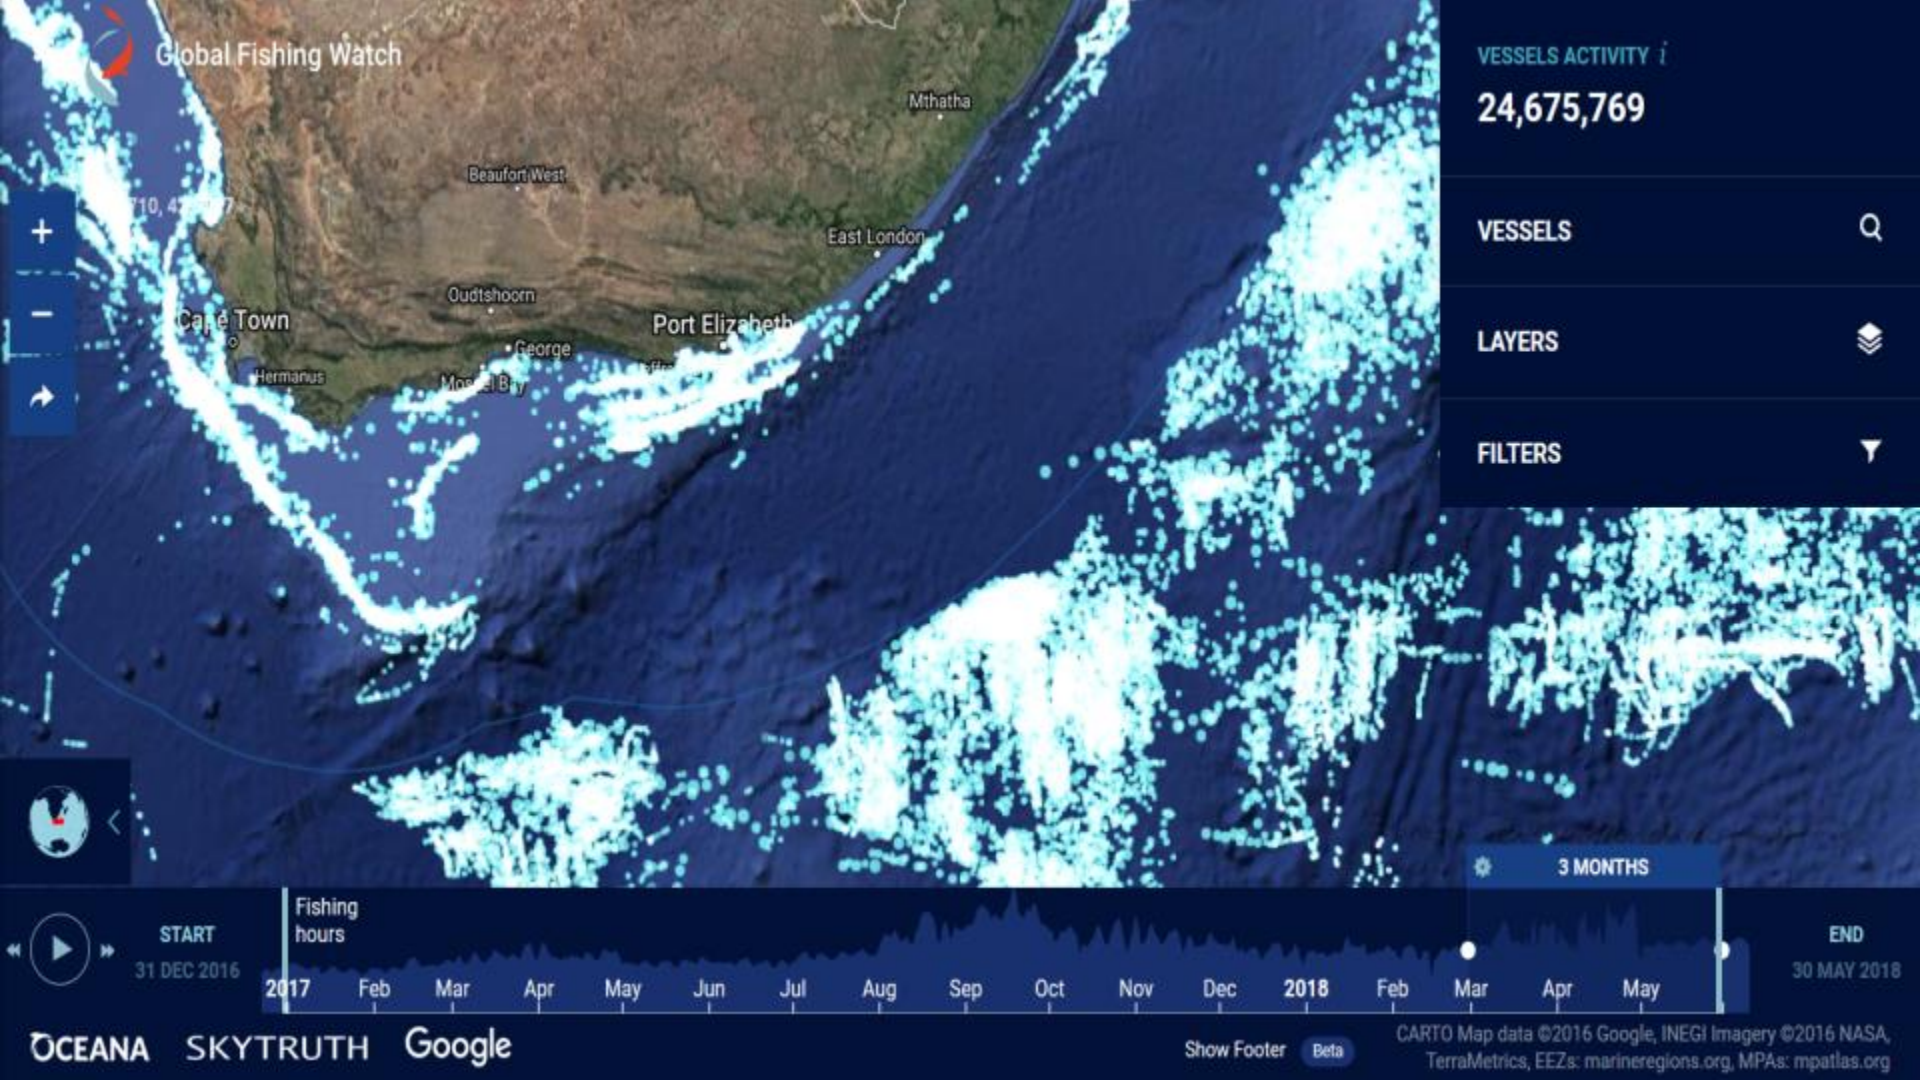 Global Fishing Watch
VESSELS ACTIVITY i
24,675,769
VESSELS
LAYERS
FILTERS
Mthatha
Beaufort West
East London
Oudtshoorn
Cape Town
Port Elizabeth
George
Hermanus
Mossel Bay
3 MONTHS
START
31 DEC 2016
Fishing
hours
2017 Feb Mar Apr May Jun Jul Aug Sep Oct Nov Dec 2018 Feb Mar Apr May
END
30 MAY 2018
OCEANA SKYTRUTH Google
Show Footer Beta
CARTO Map data ©2016 Google, INEGI Imagery ©2016 NASA,
TerraMetrics, EEZs: marineregions.org, MPAs: mpatlas.org